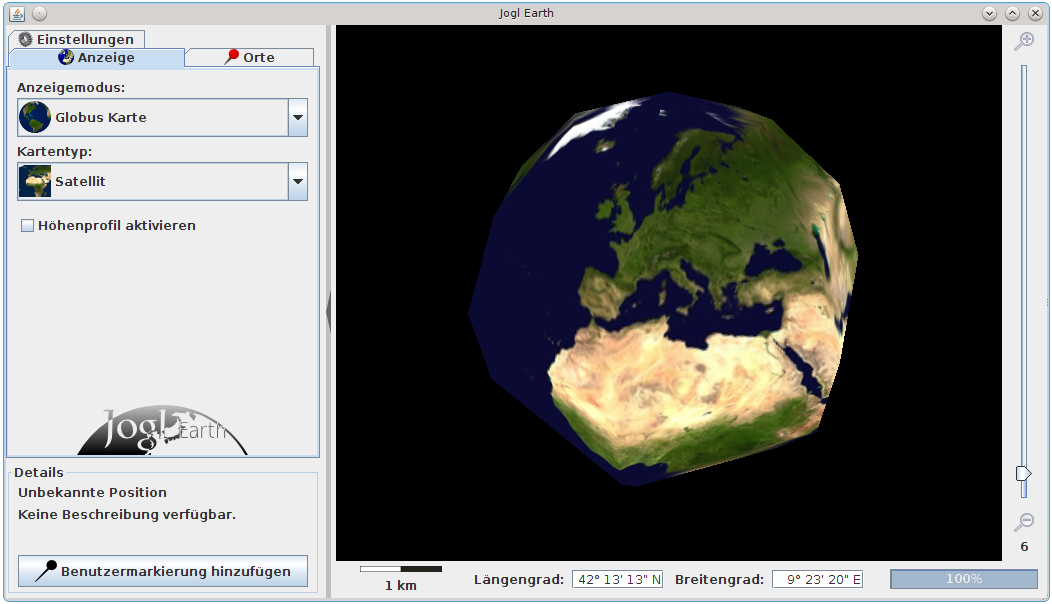 Jogl Earth
Einstellungen
Anzeige
Orte
Anzeigemodus:
Globus Karte
Kartentyp:
Satellit
Höhenprofil aktivieren
Jogl Earth
Details
Unbekannte Position
Keine Beschreibung verfügbar.
Benutzermarkierung hinzufügen
6
1 km
Längengrad: 42° 13' 13" N Breitengrad: 9° 23' 20" E 100%